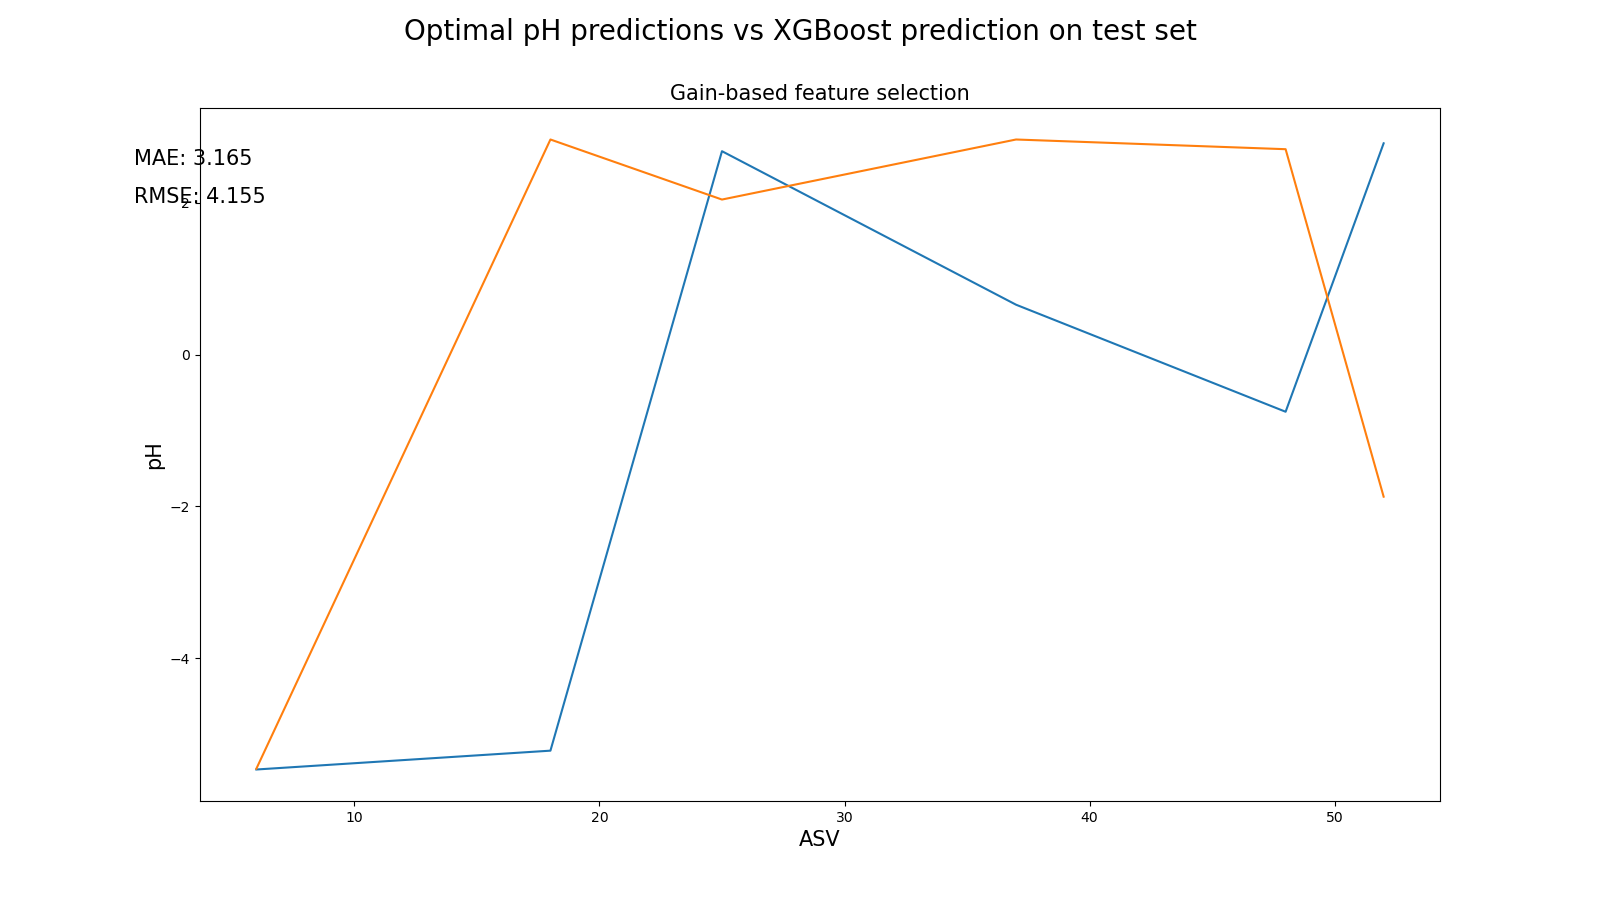 Optimal pH predictions vs XGBoost prediction on test set
Gain-based feature selection
MAE: 3.165
RMSE: 4.155
2
0
−2
−4
pH
10 20 30 40 50
ASV